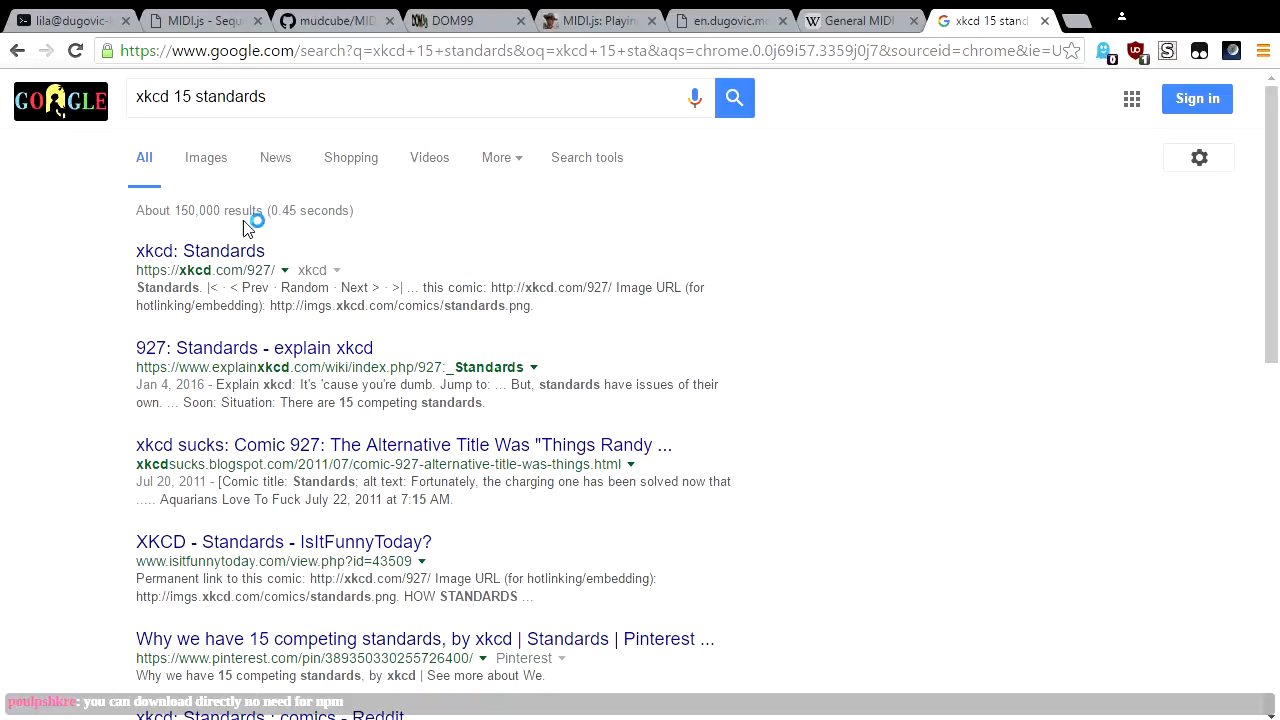 lila@dugovic-l
MIDI.js - Sequ
mudcube/MID
DOM99
MIDI.js: Playin
en.dugovic.mo
General MIDI
xkcd 15 stand
https://www.google.com/search?q=xkcd+15+standards&oq=xkcd+15+sta&aqs=chrome.0.0j69i57.3359j0j7&sourceid=chrome&ie=U
GOOGLE
xkcd 15 standards
Sign in
All
Images
News
Shopping
Videos
More
Search tools
About 150,000 results (0.45 seconds)
xkcd: Standards
https://xkcd.com/927/ xkcd
Standards. |< · < Prev · Random · Next > · >| ... this comic: http://xkcd.com/927/ Image URL (for
hotlinking/embedding): http://imgs.xkcd.com/comics/standards.png.
927: Standards - explain xkcd
https://www.explainxkcd.com/wiki/index.php/927:_Standards
Jan 4, 2016 - Explain xkcd: It's 'cause you're dumb. Jump to: ... But, standards have issues of their
own. ... Soon: Situation: There are 15 competing standards.
xkcd sucks: Comic 927: The Alternative Title Was "Things Randy ...
xkcdsucks.blogspot.com/2011/07/comic-927-alternative-title-was-things.html
Jul 20, 2011 - [Comic title: Standards; alt text: Fortunately, the charging one has been solved now that
..... Aquarians Love To Fuck July 22, 2011 at 7:15 AM.
XKCD - Standards - IsItFunnyToday?
www.isitfunnytoday.com/view.php?id=43509
Permanent link to this comic: http://xkcd.com/927/ Image URL (for hotlinking/embedding):
http://imgs.xkcd.com/comics/standards.png. HOW STANDARDS ...
Why we have 15 competing standards, by xkcd | Standards | Pinterest ...
https://www.pinterest.com/pin/389350330255726400/ Pinterest
Why we have 15 competing standards, by xkcd | See more about We.
poulpshkre: you can download directly no need for npm
xkcd: Standards : comics - Reddit